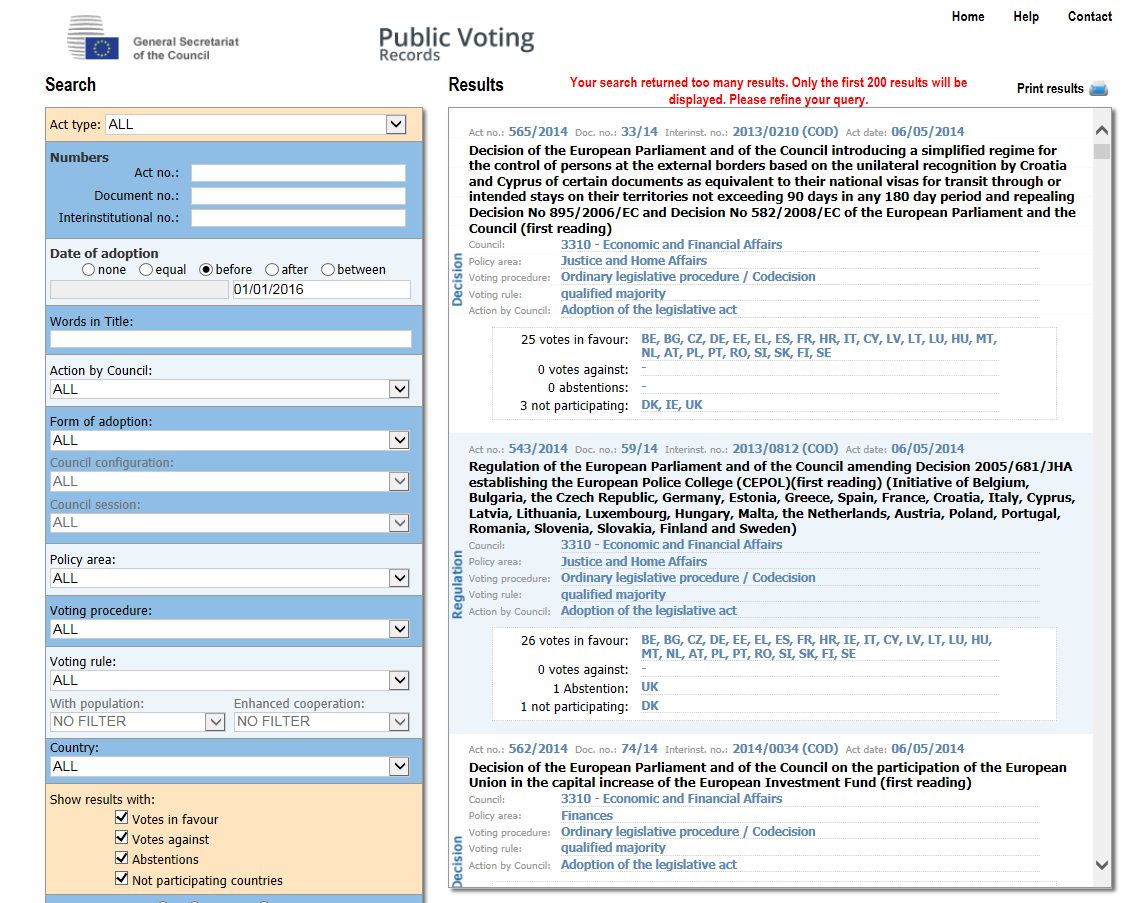 Home Help Contact
General Secretariat
of the Council
Public Voting
Records
Search
Act type: ALL
Numbers
Act no.:
Document no.:
Interinstitutional no.:
Date of adoption
none equal before after between
01/01/2016
Words in Title:
Action by Council:
ALL
Form of adoption:
ALL
Council configuration:
ALL
Council session:
ALL
Policy area:
ALL
Voting procedure:
ALL
Voting rule:
ALL
With population: Enhanced cooperation:
NO FILTER NO FILTER
Country:
ALL
Show results with:
Votes in favour
Votes against
Abstentions
Not participating countries
Results
Your search returned too many results. Only the first 200 results will be
displayed. Please refine your query.
Print results
Act no.: 565/2014 Doc. no.: 33/14 Interinst. no.: 2013/0210 (COD) Act date: 06/05/2014
Decision of the European Parliament and of the Council introducing a simplified regime for
the control of persons at the external borders based on the unilateral recognition by Croatia
and Cyprus of certain documents as equivalent to their national visas for transit through or
intended stays on their territories not exceeding 90 days in any 180 day period and repealing
Decision No 895/2006/EC and Decision No 582/2008/EC of the European Parliament and the
Council (first reading)
Decision
Council: 3310 - Economic and Financial Affairs
Policy area: Justice and Home Affairs
Voting procedure: Ordinary legislative procedure / Codecision
Voting rule: qualified majority
Action by Council: Adoption of the legislative act
25 votes in favour: BE, BG, CZ, DE, EE, EL, ES, FR, HR, IT, CY, LV, LT, LU, HU, MT,
NL, AT, PL, PT, RO, SI, SK, FI, SE
0 votes against: -
0 abstentions: -
3 not participating: DK, IE, UK
Act no.: 543/2014 Doc. no.: 59/14 Interinst. no.: 2013/0812 (COD) Act date: 06/05/2014
Regulation of the European Parliament and of the Council amending Decision 2005/681/JHA
establishing the European Police College (CEPOL)(first reading) (Initiative of Belgium,
Bulgaria, the Czech Republic, Germany, Estonia, Greece, Spain, France, Croatia, Italy, Cyprus,
Latvia, Lithuania, Luxembourg, Hungary, Malta, the Netherlands, Austria, Poland, Portugal,
Romania, Slovenia, Slovakia, Finland and Sweden)
Regulation
Council: 3310 - Economic and Financial Affairs
Policy area: Justice and Home Affairs
Voting procedure: Ordinary legislative procedure / Codecision
Voting rule: qualified majority
Action by Council: Adoption of the legislative act
26 votes in favour: BE, BG, CZ, DE, EE, EL, ES, FR, HR, IE, IT, CY, LV, LT, LU, HU,
MT, NL, AT, PL, PT, RO, SI, SK, FI, SE
0 votes against: -
1 Abstention: UK
1 not participating: DK
Act no.: 562/2014 Doc. no.: 74/14 Interinst. no.: 2014/0034 (COD) Act date: 06/05/2014
Decision of the European Parliament and of the Council on the participation of the European
Union in the capital increase of the European Investment Fund (first reading)
Decision
Council: 3310 - Economic and Financial Affairs
Policy area: Finances
Voting procedure: Ordinary legislative procedure / Codecision
Voting rule: qualified majority
Action by Council: Adoption of the legislative act